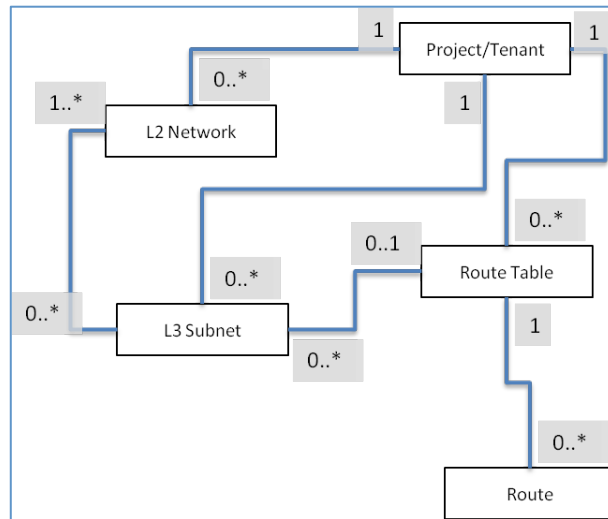 1
Project/Tenant
1
0..*
1
1..*
L2 Network
0..*
0..1
Route Table
0..*
0..*
L3 Subnet
1
0..*
0..*
Route